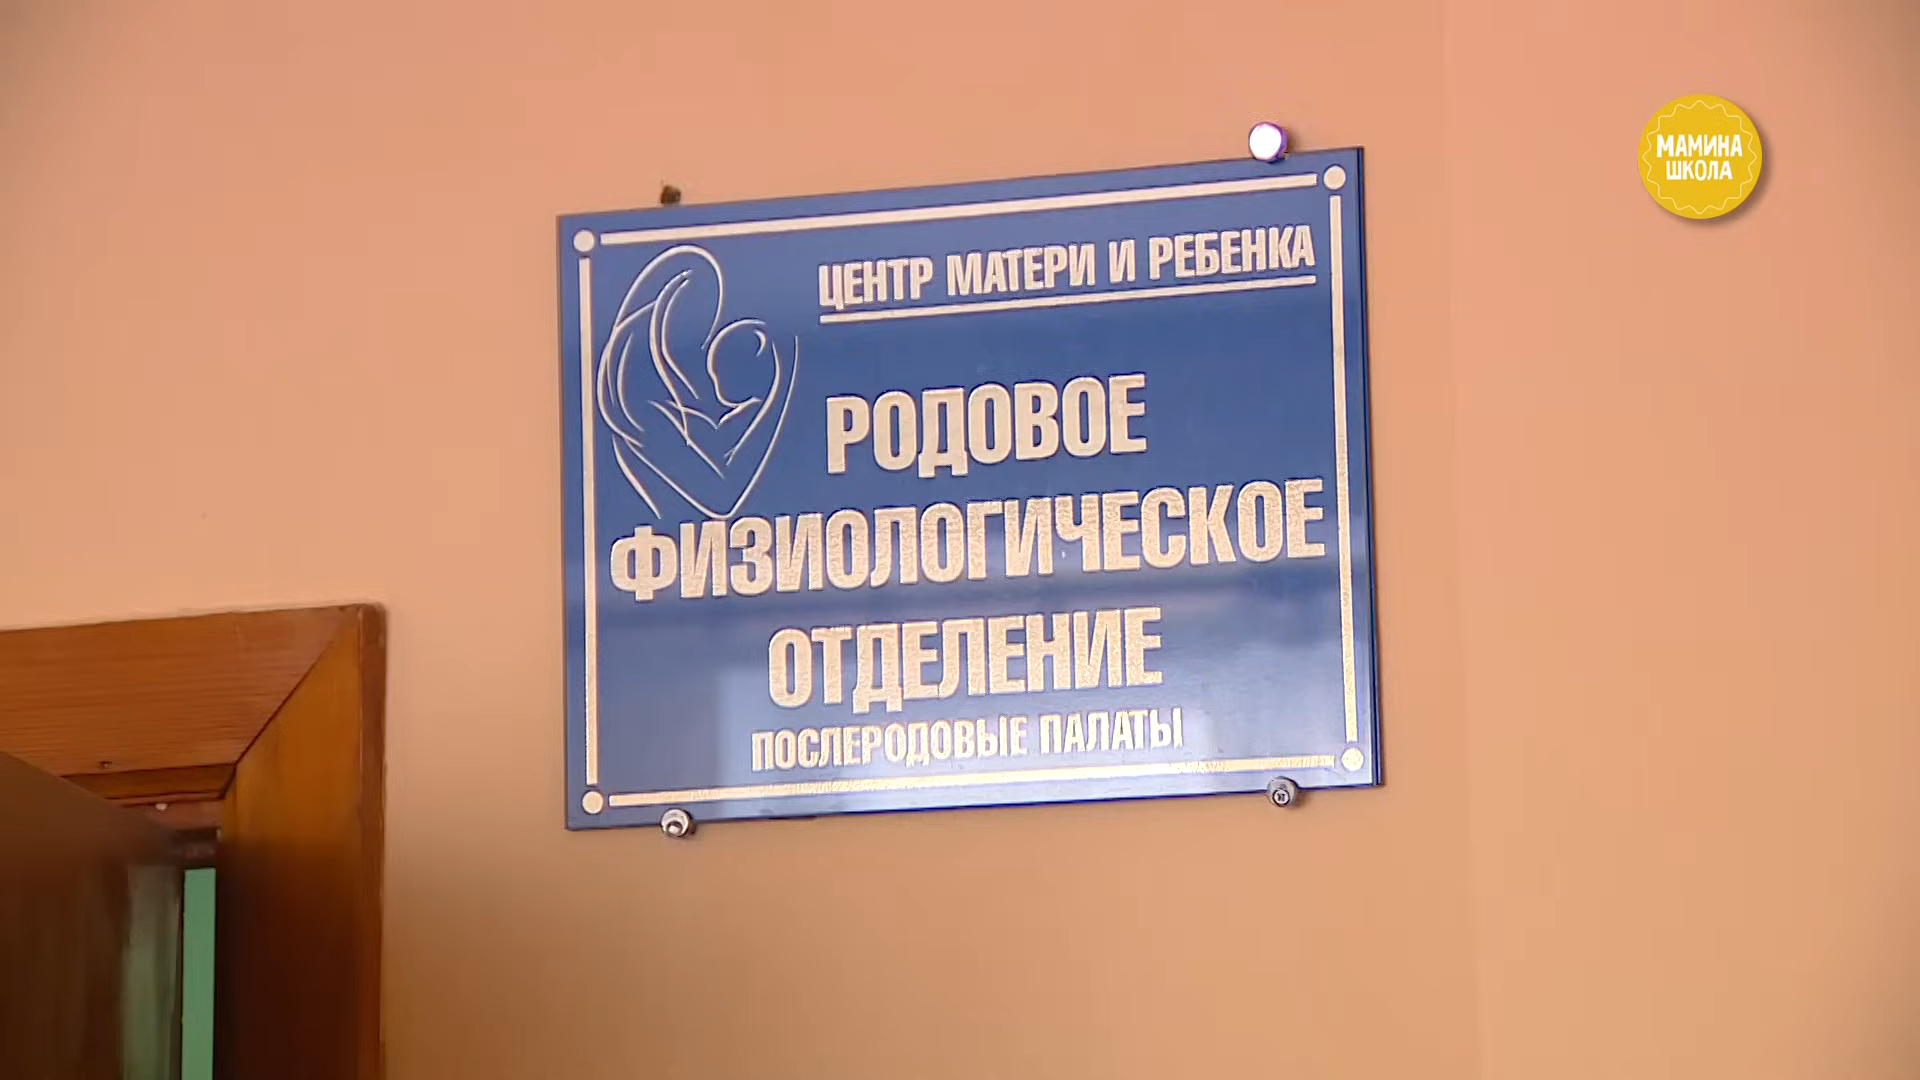 МАМИНА
ШКОЛА
ЦЕНТР МАТЕРИ И РЕБЕНКА
РОДОВОЕ
ФИЗИОЛОГИЧЕСКОЕ
ОТДЕЛЕНИЕ
ПОСЛЕРОДОВЫЕ ПАЛАТЫ